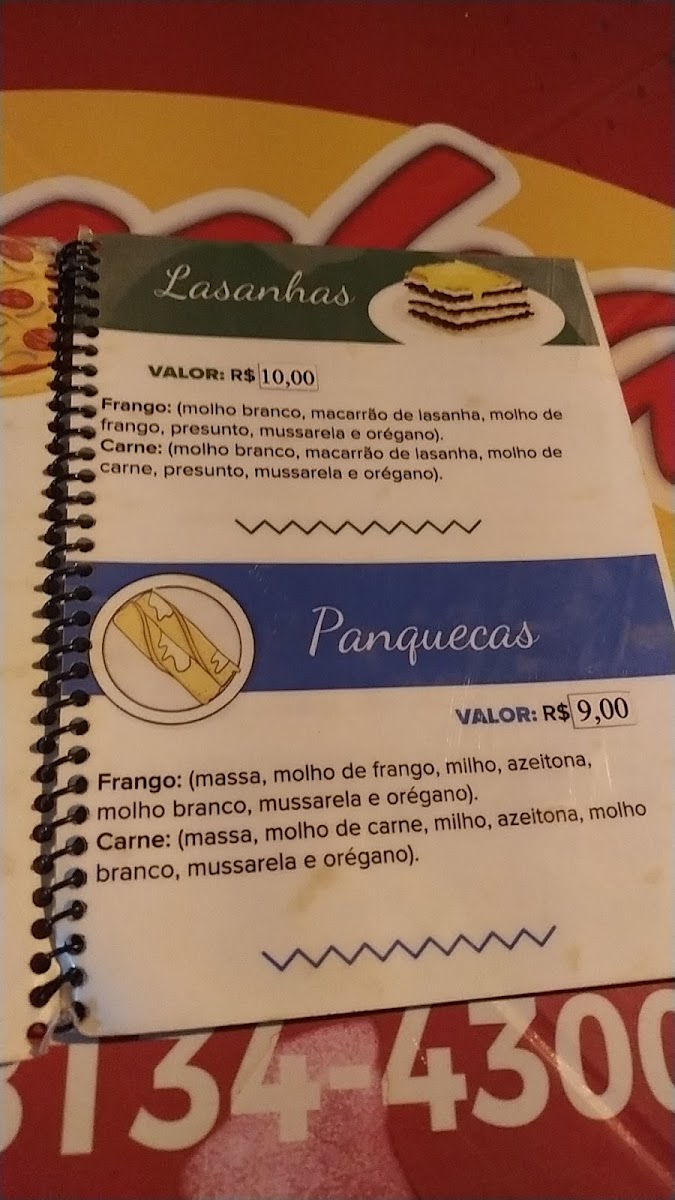 Lasanhas
VALOR: R$ 10,00
Frango: (molho branco, macarrão de lasanha, molho de
frango, presunto, mussarela e orégano).
Carne: (molho branco, macarrão de lasanha, molho de
carne, presunto, mussarela e orégano).
Panquecas
VALOR: R$ 9,00
Frango: (massa, molho de frango, milho, azeitona,
molho branco, mussarela e orégano).
Carne: (massa, molho de carne, milho, azeitona, molho
branco, mussarela e orégano).
3134-4300